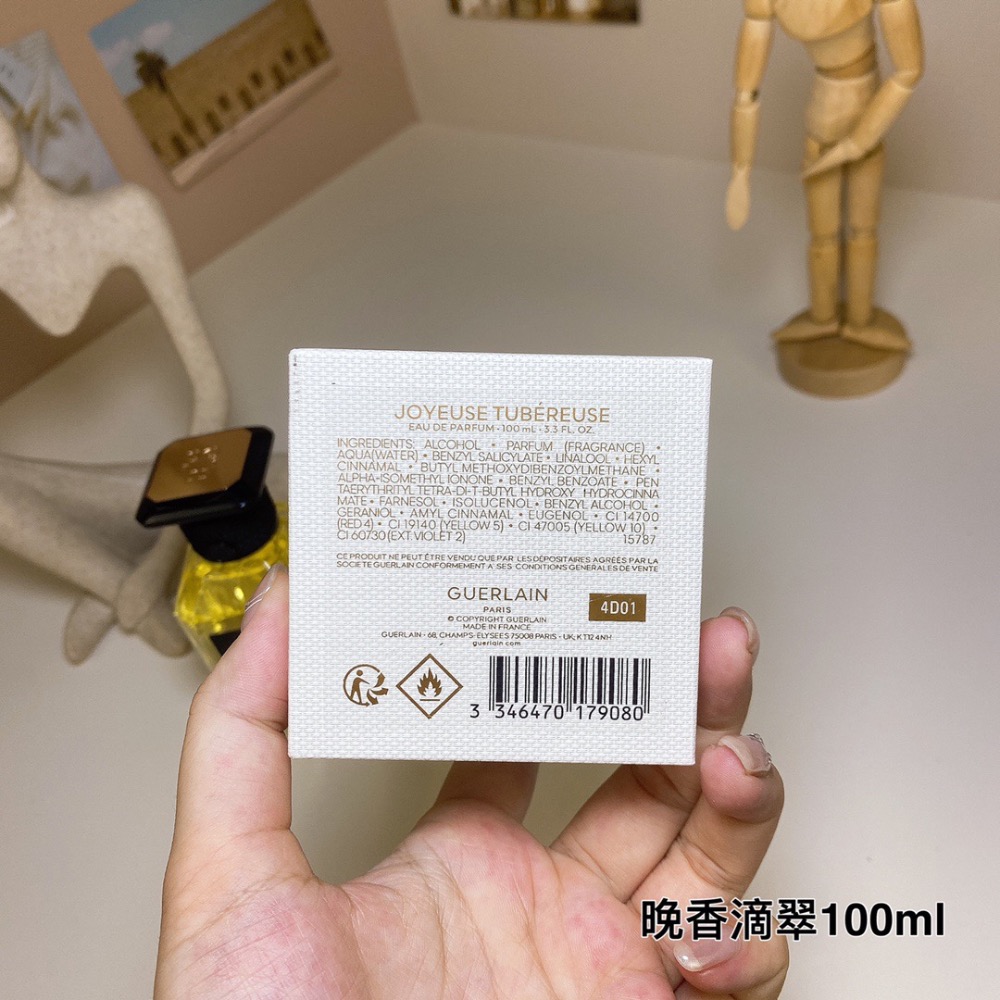 JOYEUSE TUBÉREUSE
EAU DE PARFUM • 100 mL • 3.3 FL. OZ.
INGREDIENTS: ALCOHOL • PARFUM (FRAGRANCE) •
AQUA(WATER) • BENZYL SALICYLATE • LINALOOL • HEXYL
CINNAMAL • BUTYL METHOXYDIBENZOYLMETHANE •
ALPHA-ISOMETHYL IONONE • BENZYL BENZOATE • PEN
TAERYTHRITYL TETRA-DI-T-BUTYL HYDROXY HYDROCINNA
MATE • FARNESOL • ISOLUCENOL • BENZYL ALCOHOL •
GERANIOL • AMYL CINNAMAL • EUGENOL • CI 14700
(RED 4) • CI 19140 (YELLOW 5) • CI 47005 (YELLOW 10) •
CI 60730 (EXT VIOLET 2) 15787
CE PRODUIT NE PEUT ÊTRE VENDU QUE PAR LES DÉPOSITAIRES AGRÉÉS PAR LA
SOCIETE GUERLAIN CONFORMEMENT A SES CONDITIONS GENERALES DE VENTE
GUERLAIN
PARIS
4D01
© COPYRIGHT GUERLAIN
MADE IN FRANCE
GUERLAIN - 68, CHAMPS-ELYSEES 75008 PARIS - UK, KT12 4NH
guerlain.com
3 346470 179080
晚香滴翠100ml